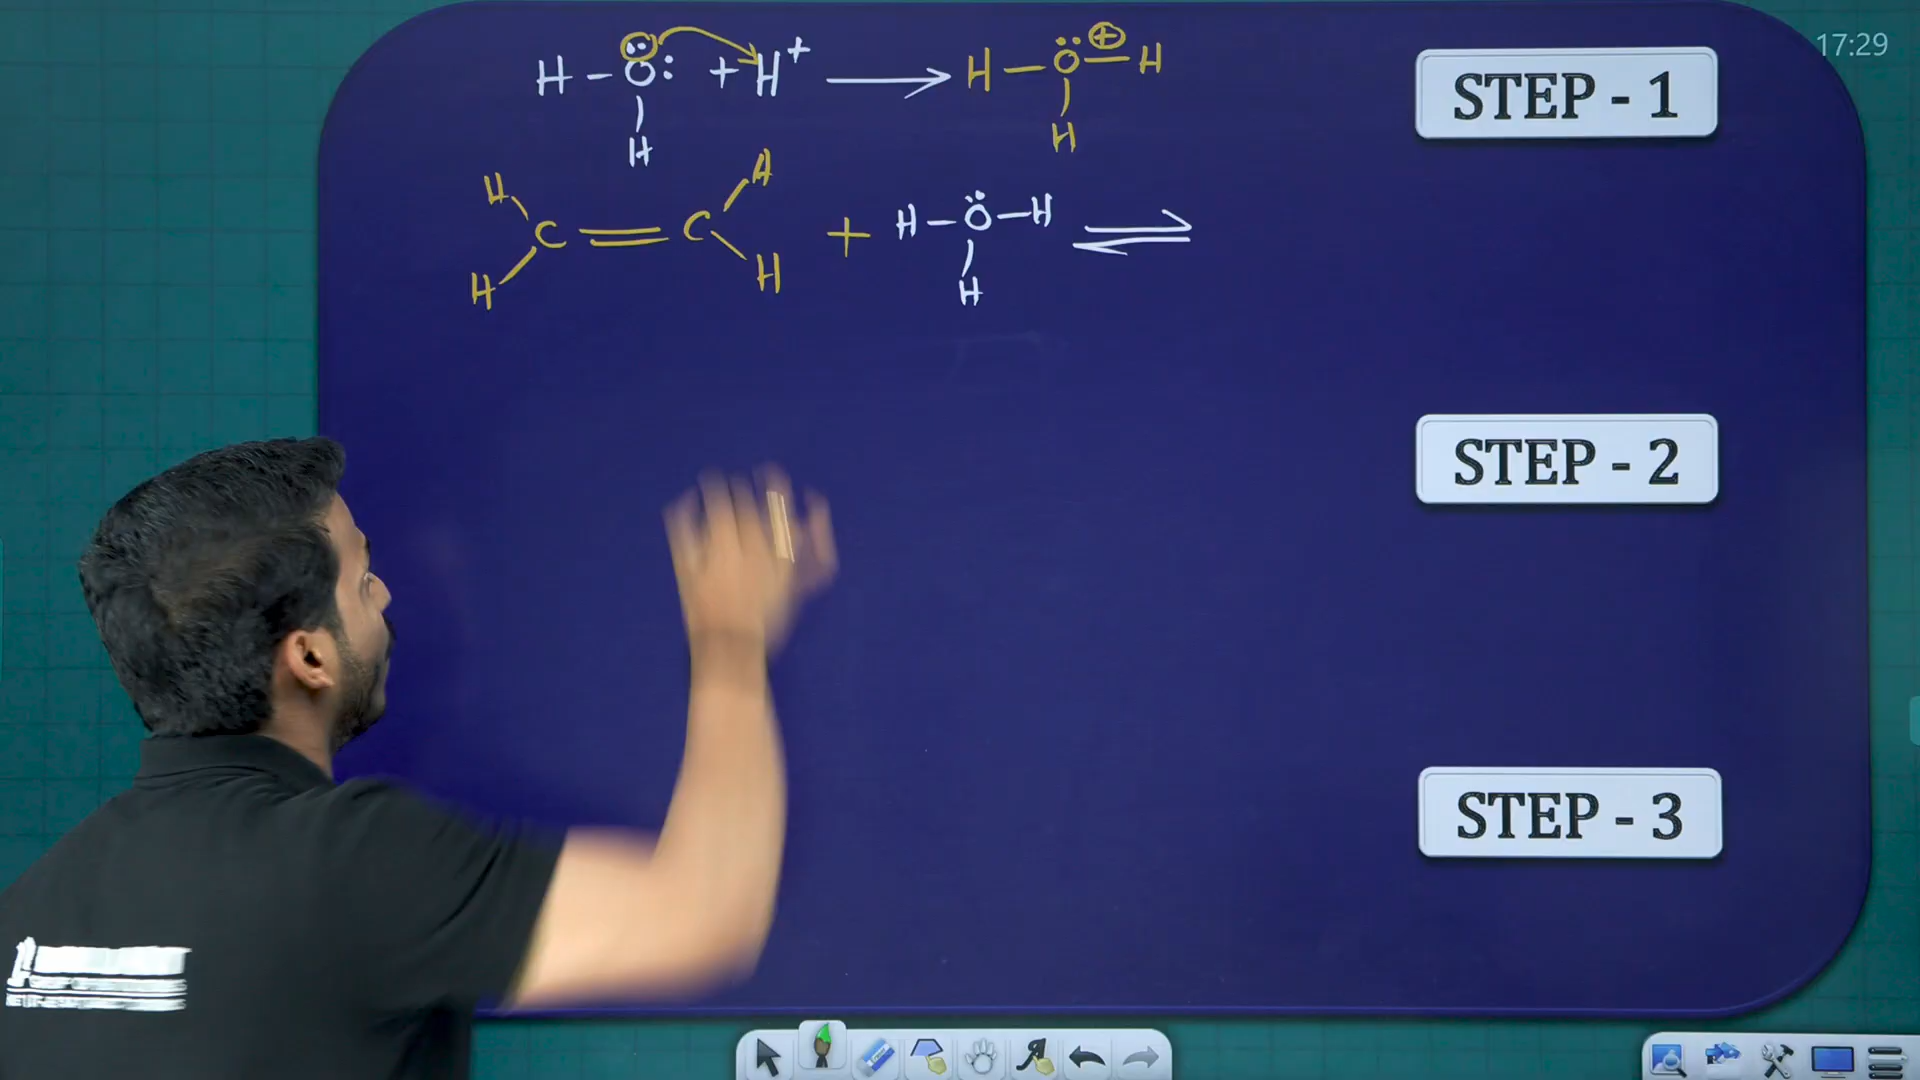 17:29
H – Ö: + H⁺ ⟶ H – Ö⊕ – H
H
H
STEP - 1
H
H
C = C + H – Ö – H ⇌
H
H
H
STEP - 2
STEP - 3